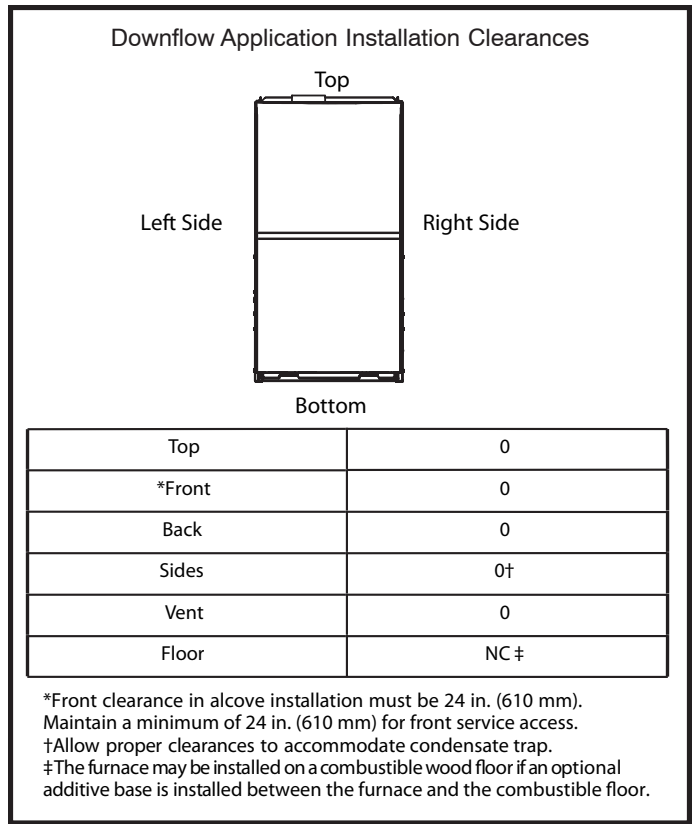 Downflow Application Installation Clearances
Top
Left Side
Right Side
Bottom
Top 0
*Front 0
Back 0
Sides 0†
Vent 0
Floor NC ‡
*Front clearance in alcove installation must be 24 in. (610 mm).
Maintain a minimum of 24 in. (610 mm) for front service access.
†Allow proper clearances to accommodate condensate trap.
‡The furnace may be installed on a combustible wood floor if an optional
additive base is installed between the furnace and the combustible floor.